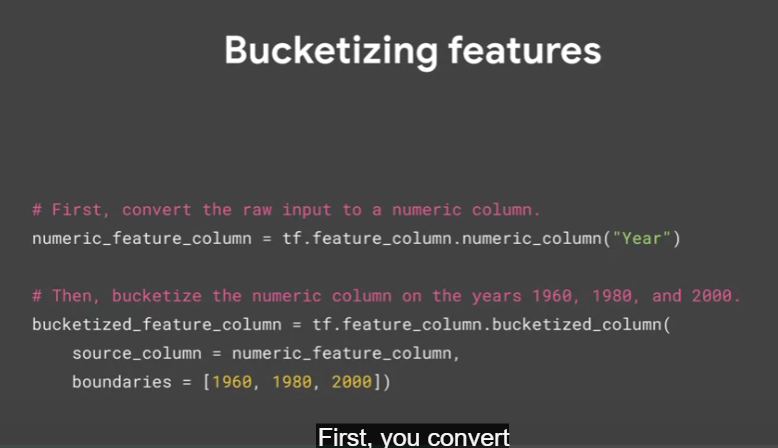 Bucketizing features
# First, convert the raw input to a numeric column.
numeric_feature_column = tf.feature_column.numeric_column("Year")
# Then, bucketize the numeric column on the years 1960, 1980, and 2000.
bucketized_feature_column = tf.feature_column.bucketized_column(
    source_column = numeric_feature_column,
    boundaries = [1960, 1980, 2000])
First, you convert